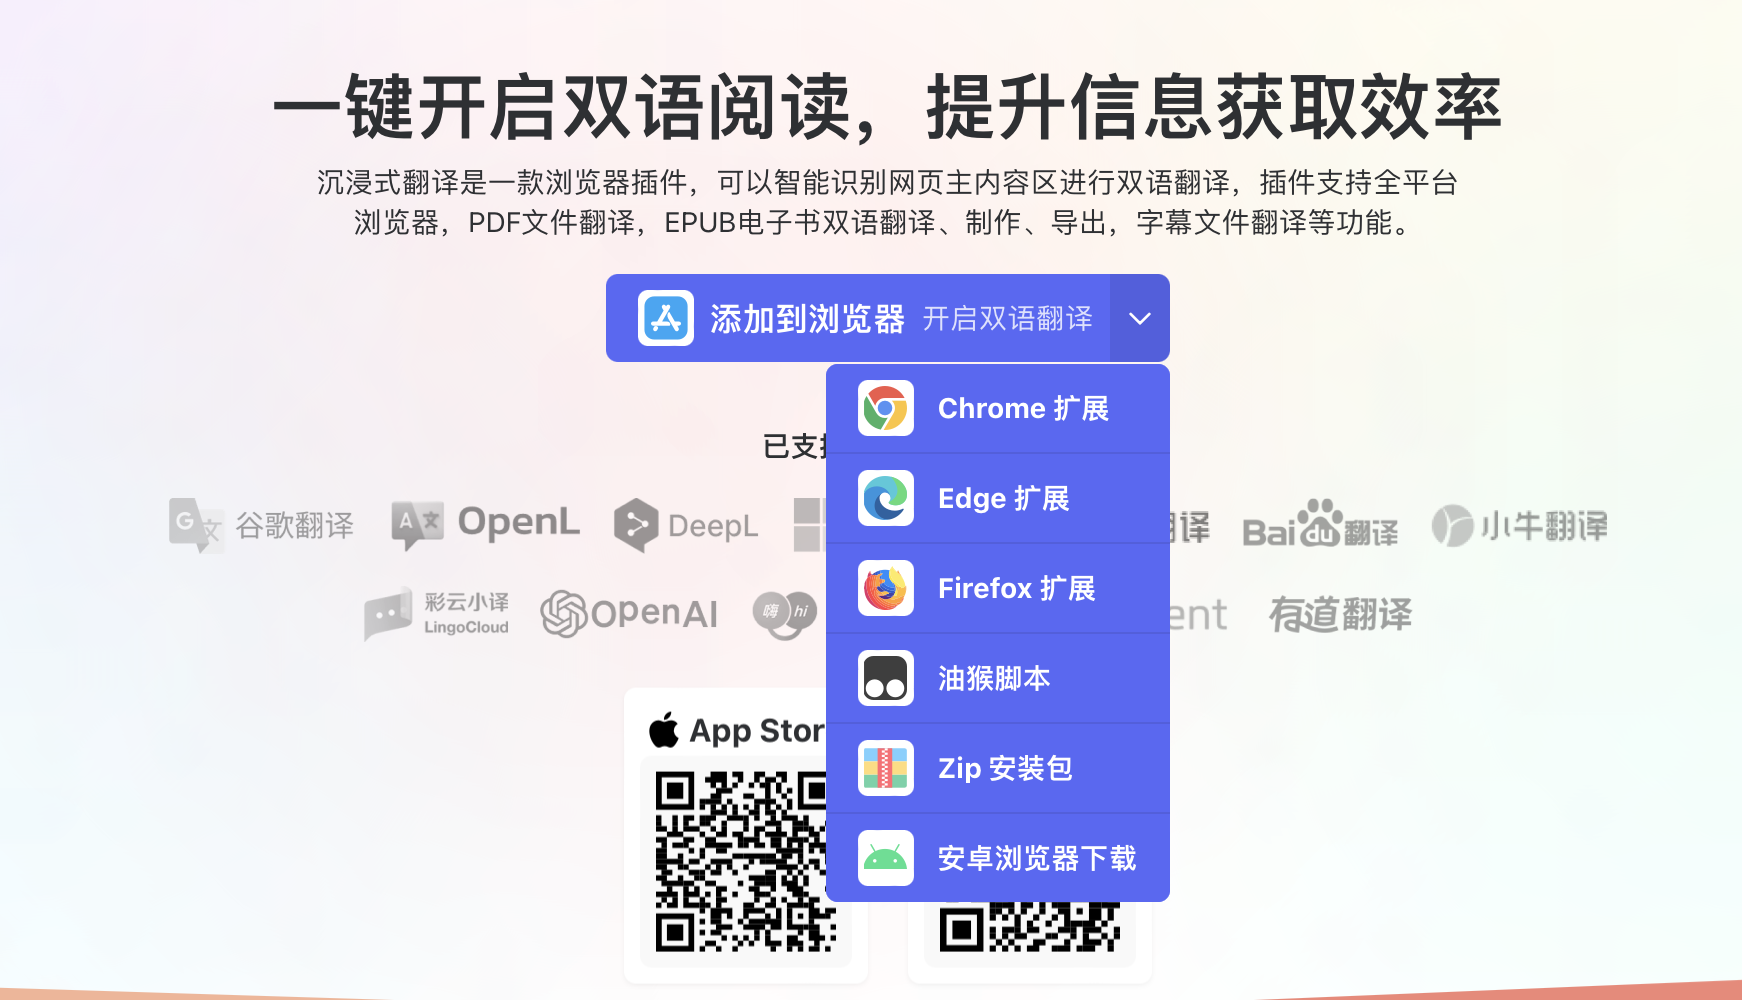 一键开启双语阅读，提升信息获取效率
沉浸式翻译是一款浏览器插件，可以智能识别网页主内容区进行双语翻译，插件支持全平台
浏览器，PDF文件翻译，EPUB电子书双语翻译、制作、导出，字幕文件翻译等功能。
添加到浏览器 开启双语翻译
Chrome 扩展
已支
Edge 扩展
G 文 谷歌翻译 A 文 OpenL DeepL 译 Bai du 翻译 小牛翻译
Firefox 扩展
彩云小译
LingoCloud
OpenAI 嗨 hi ent 有道翻译
油猴脚本
App Stor
Zip 安装包
安卓浏览器下载